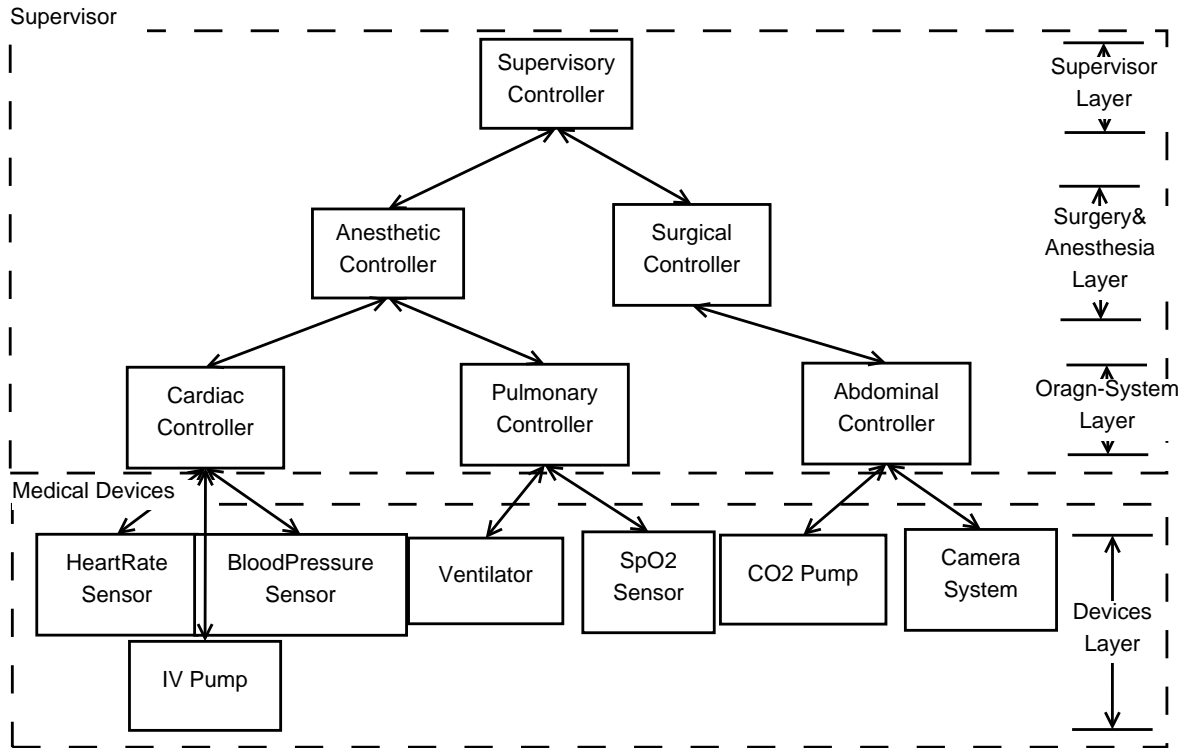 Supervisor
Supervisory
Controller
Supervisor
Layer
Anesthetic
Controller
Surgical
Controller
Surgery&
Anesthesia
Layer
Cardiac
Controller
Pulmonary
Controller
Abdominal
Controller
Oragn-System
Layer
Medical Devices
HeartRate
Sensor
BloodPressure
Sensor
Ventilator
SpO2
Sensor
CO2 Pump
Camera
System
IV Pump
Devices
Layer